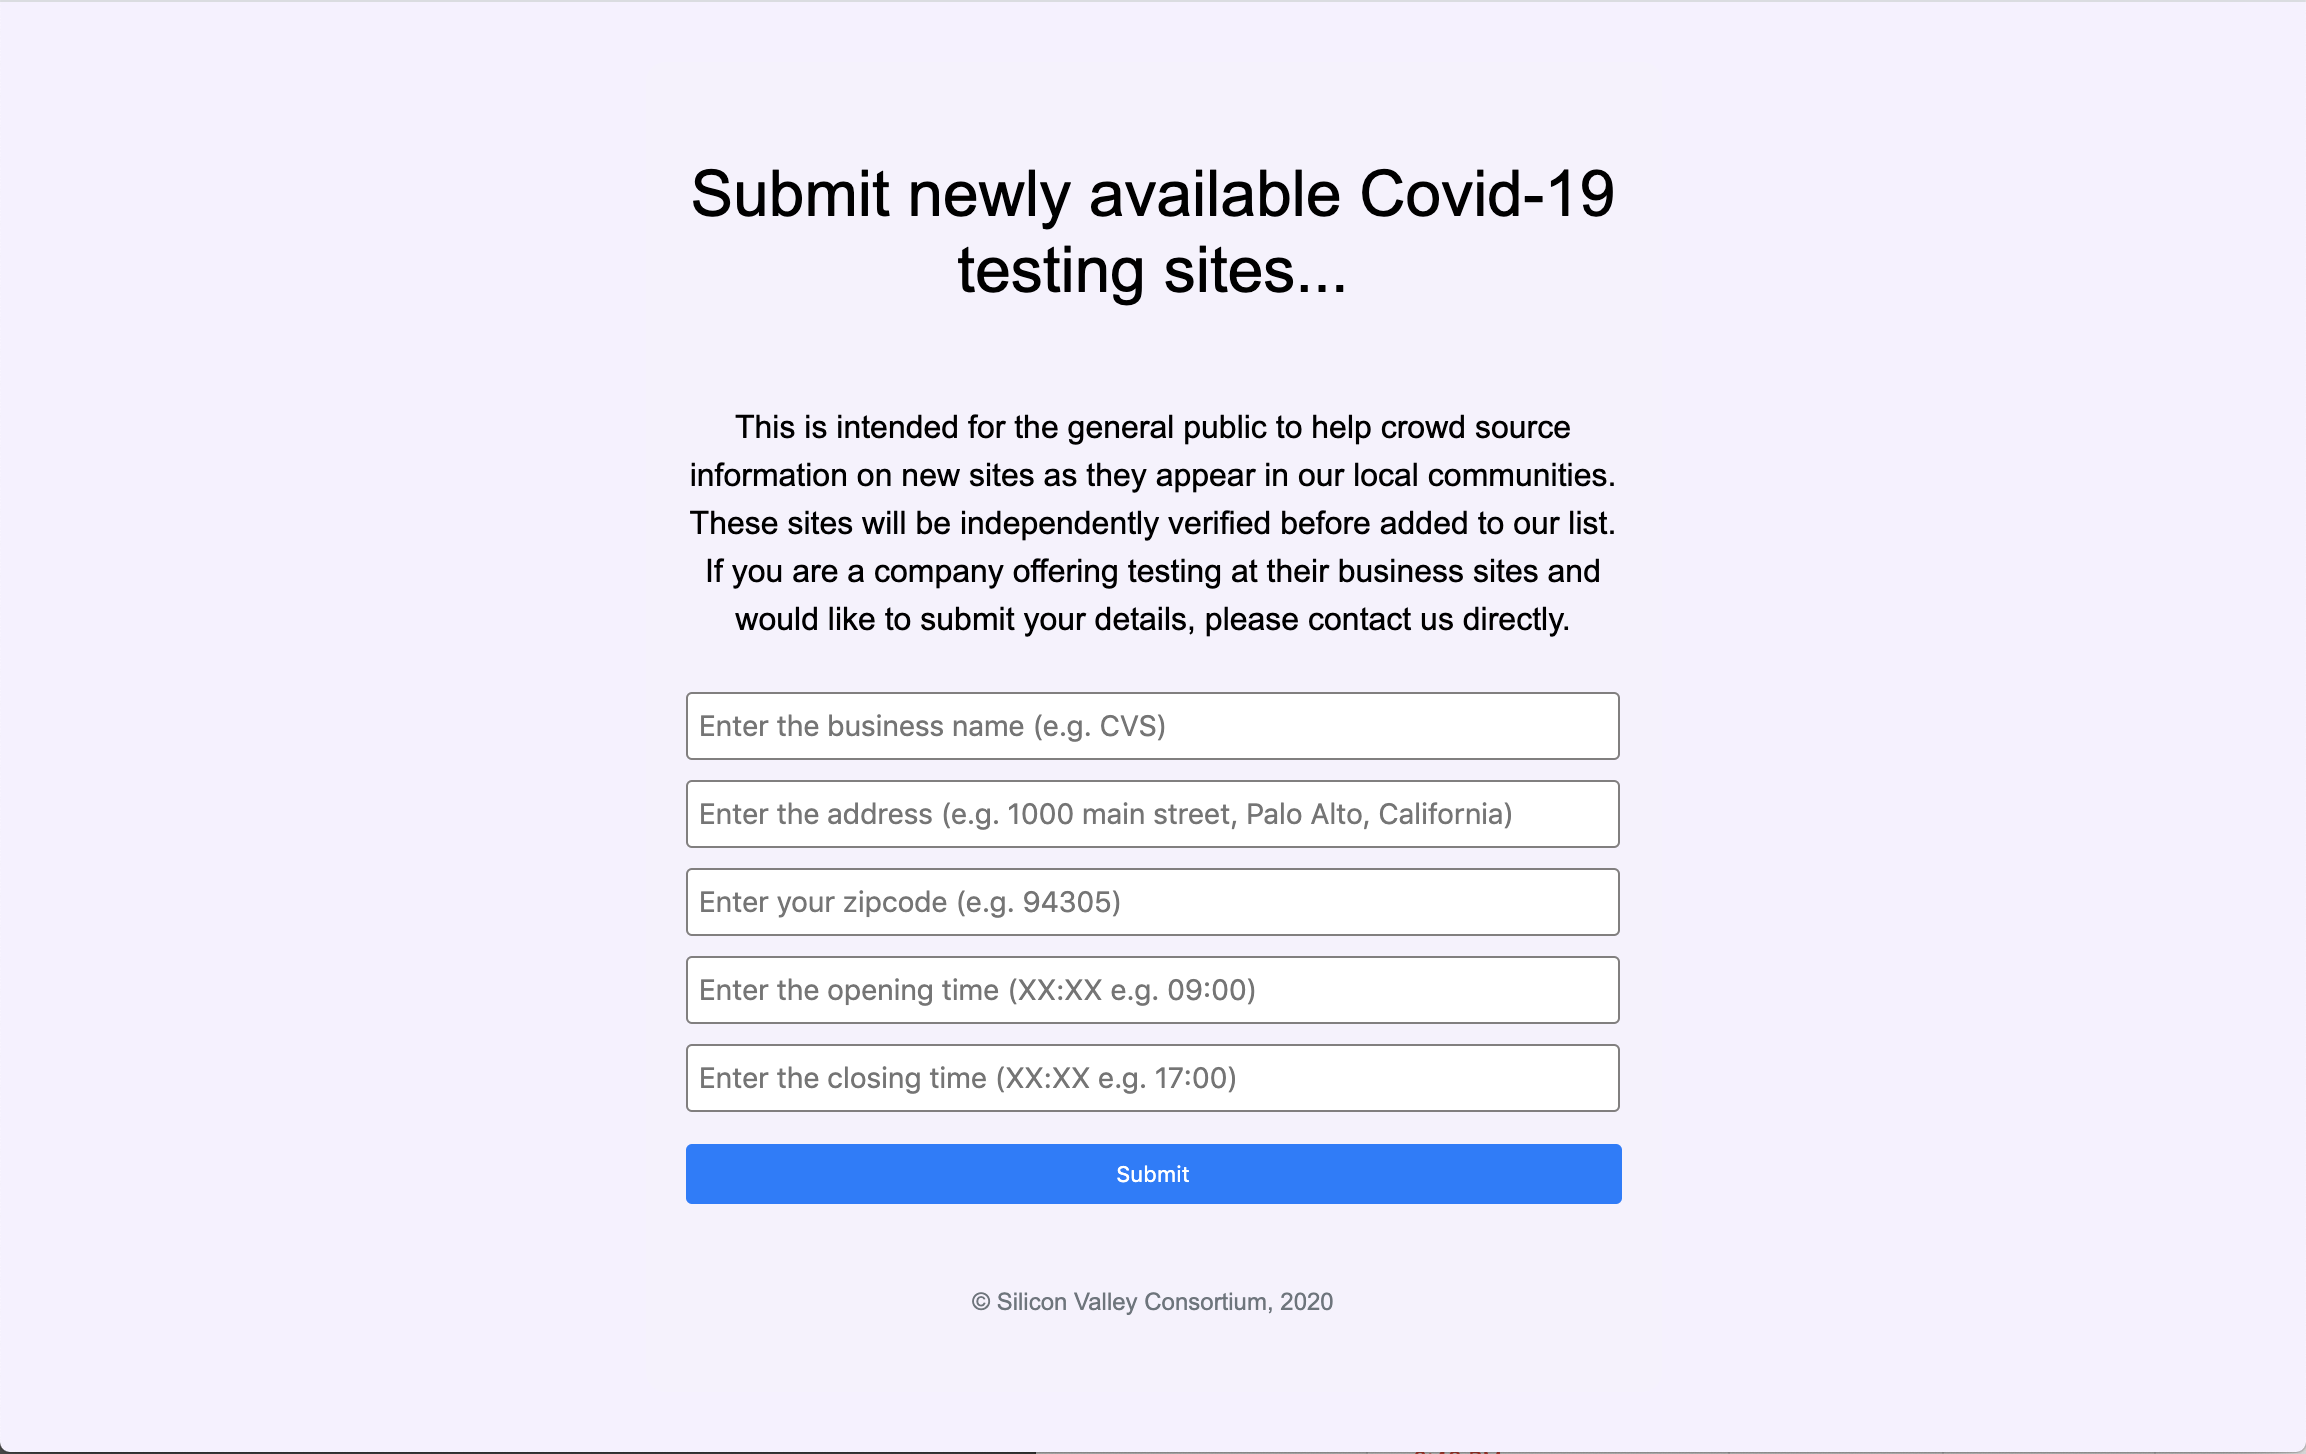 Submit newly available Covid-19
testing sites...
This is intended for the general public to help crowd source
information on new sites as they appear in our local communities.
These sites will be independently verified before added to our list.
If you are a company offering testing at their business sites and
would like to submit your details, please contact us directly.
Enter the business name (e.g. CVS)
Enter the address (e.g. 1000 main street, Palo Alto, California)
Enter your zipcode (e.g. 94305)
Enter the opening time (XX:XX e.g. 09:00)
Enter the closing time (XX:XX e.g. 17:00)
Submit
© Silicon Valley Consortium, 2020